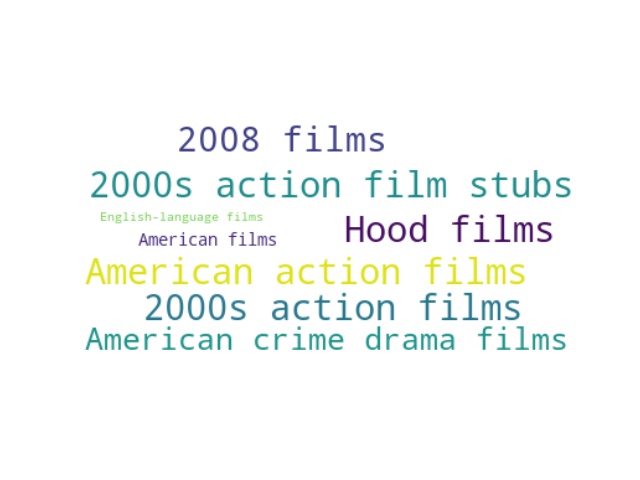 2008 films
2000s action film stubs
English-language films
American films
Hood films
American action films
2000s action films
American crime drama films